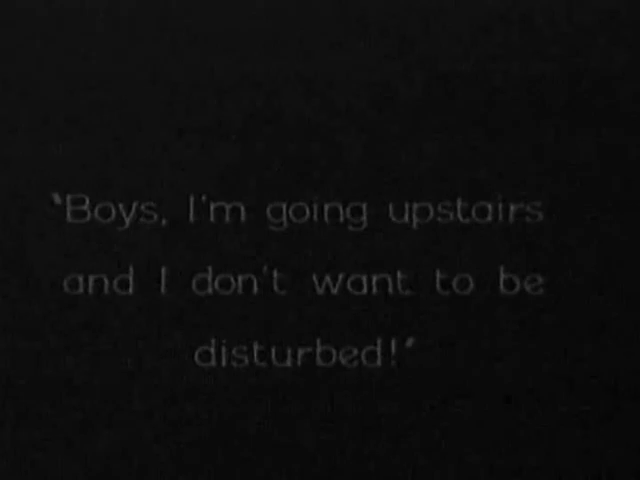 "Boys, I'm going upstairs
and I don't want to be
disturbed!"